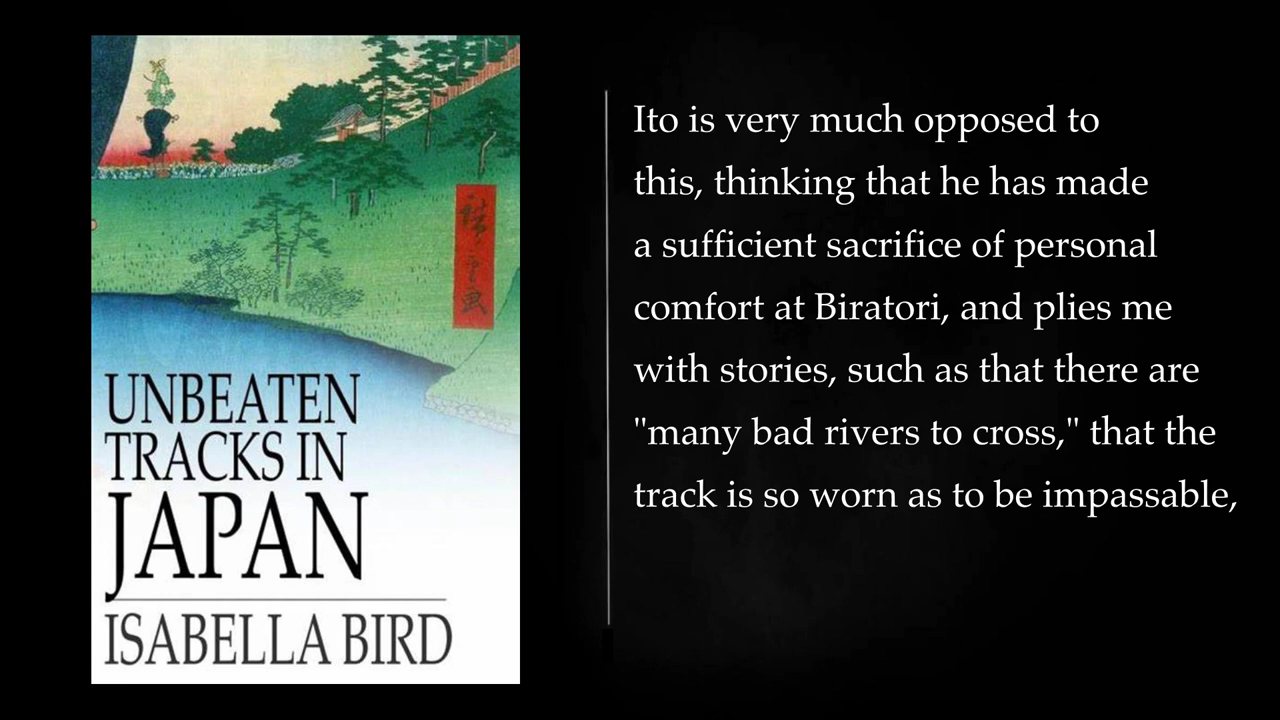 UNBEATEN
TRACKS IN
JAPAN
ISABELLA BIRD
Ito is very much opposed to
this, thinking that he has made
a sufficient sacrifice of personal
comfort at Biratori, and plies me
with stories, such as that there are
"many bad rivers to cross," that the
track is so worn as to be impassable,